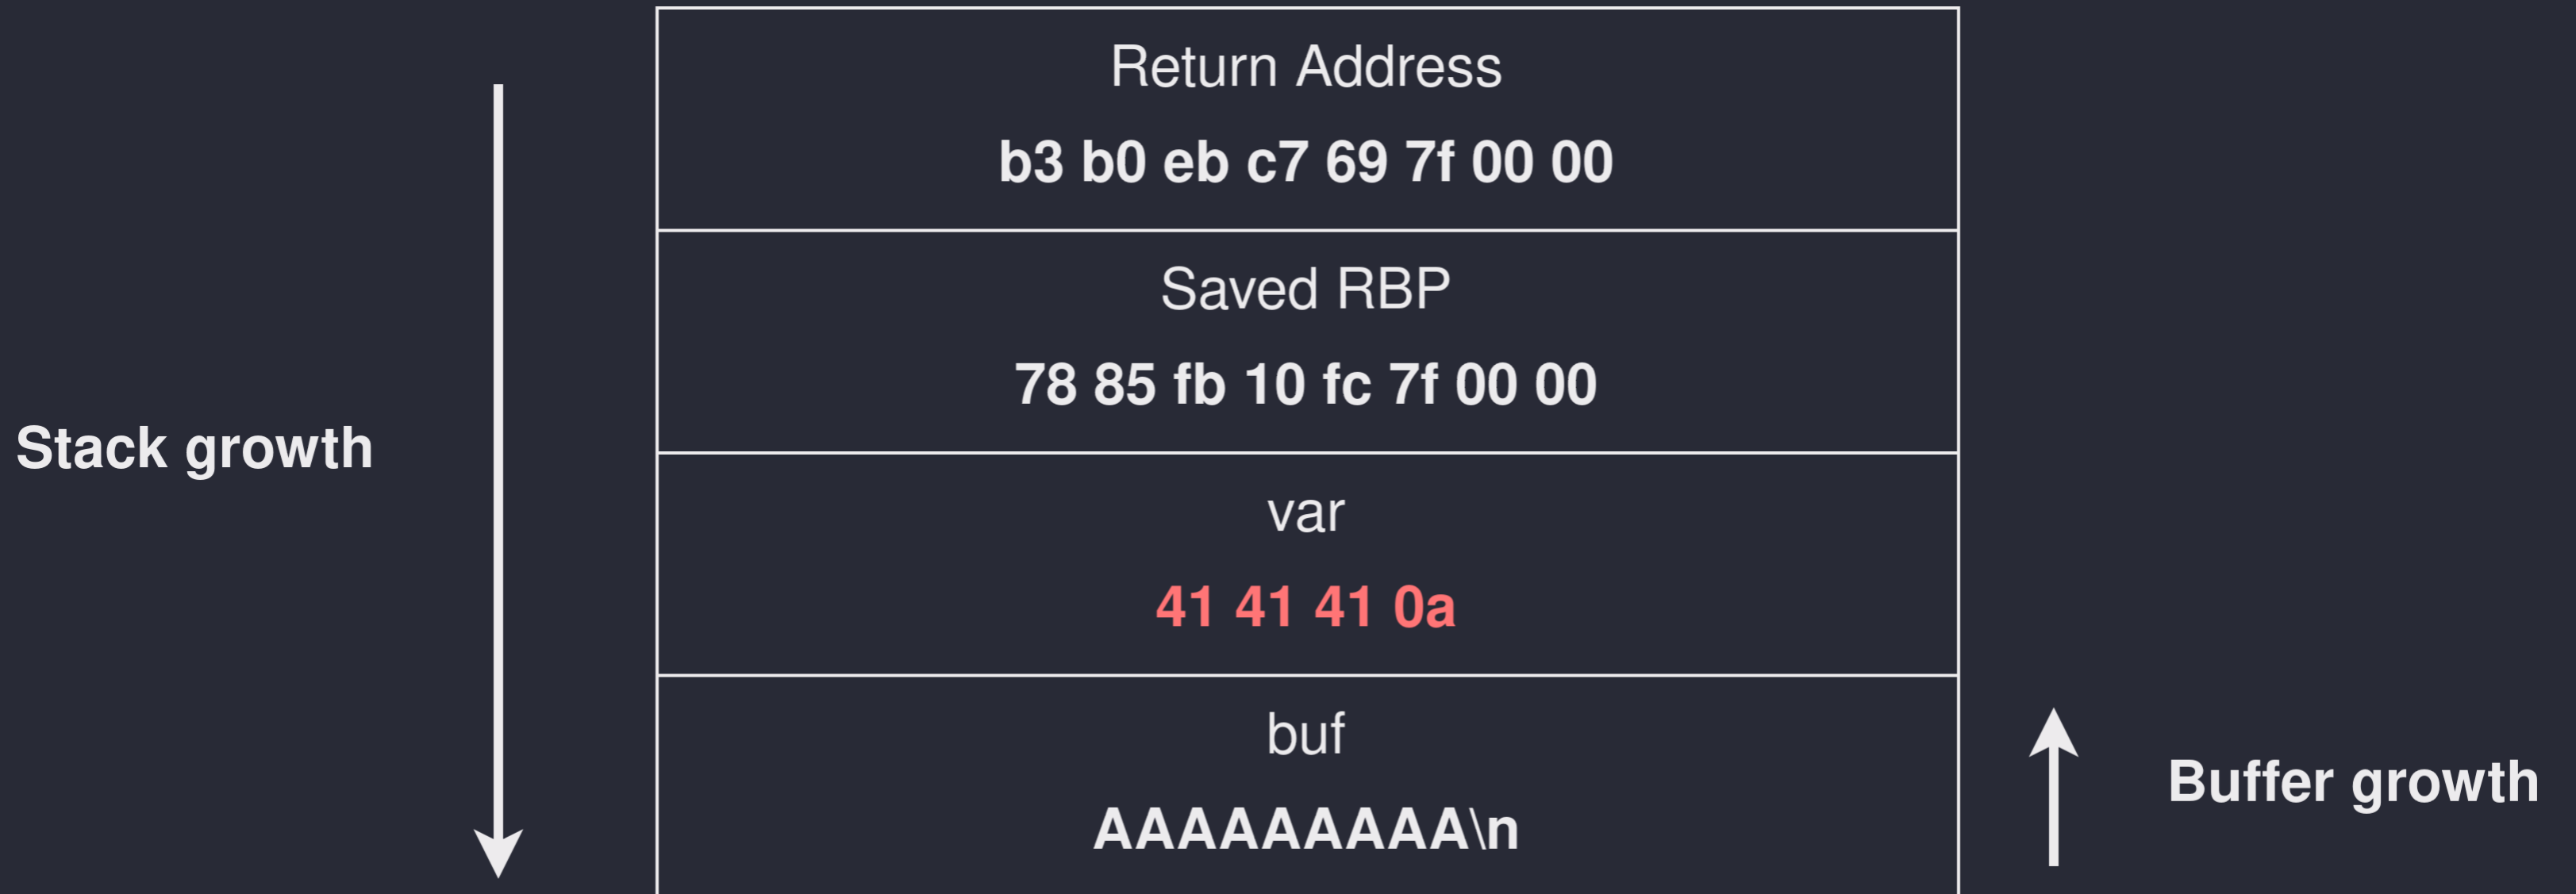 Return Address
b3 b0 eb c7 69 7f 00 00
Saved RBP
78 85 fb 10 fc 7f 00 00
Stack growth
var
41 41 41 0a
buf
AAAAAAAAA\n
Buffer growth